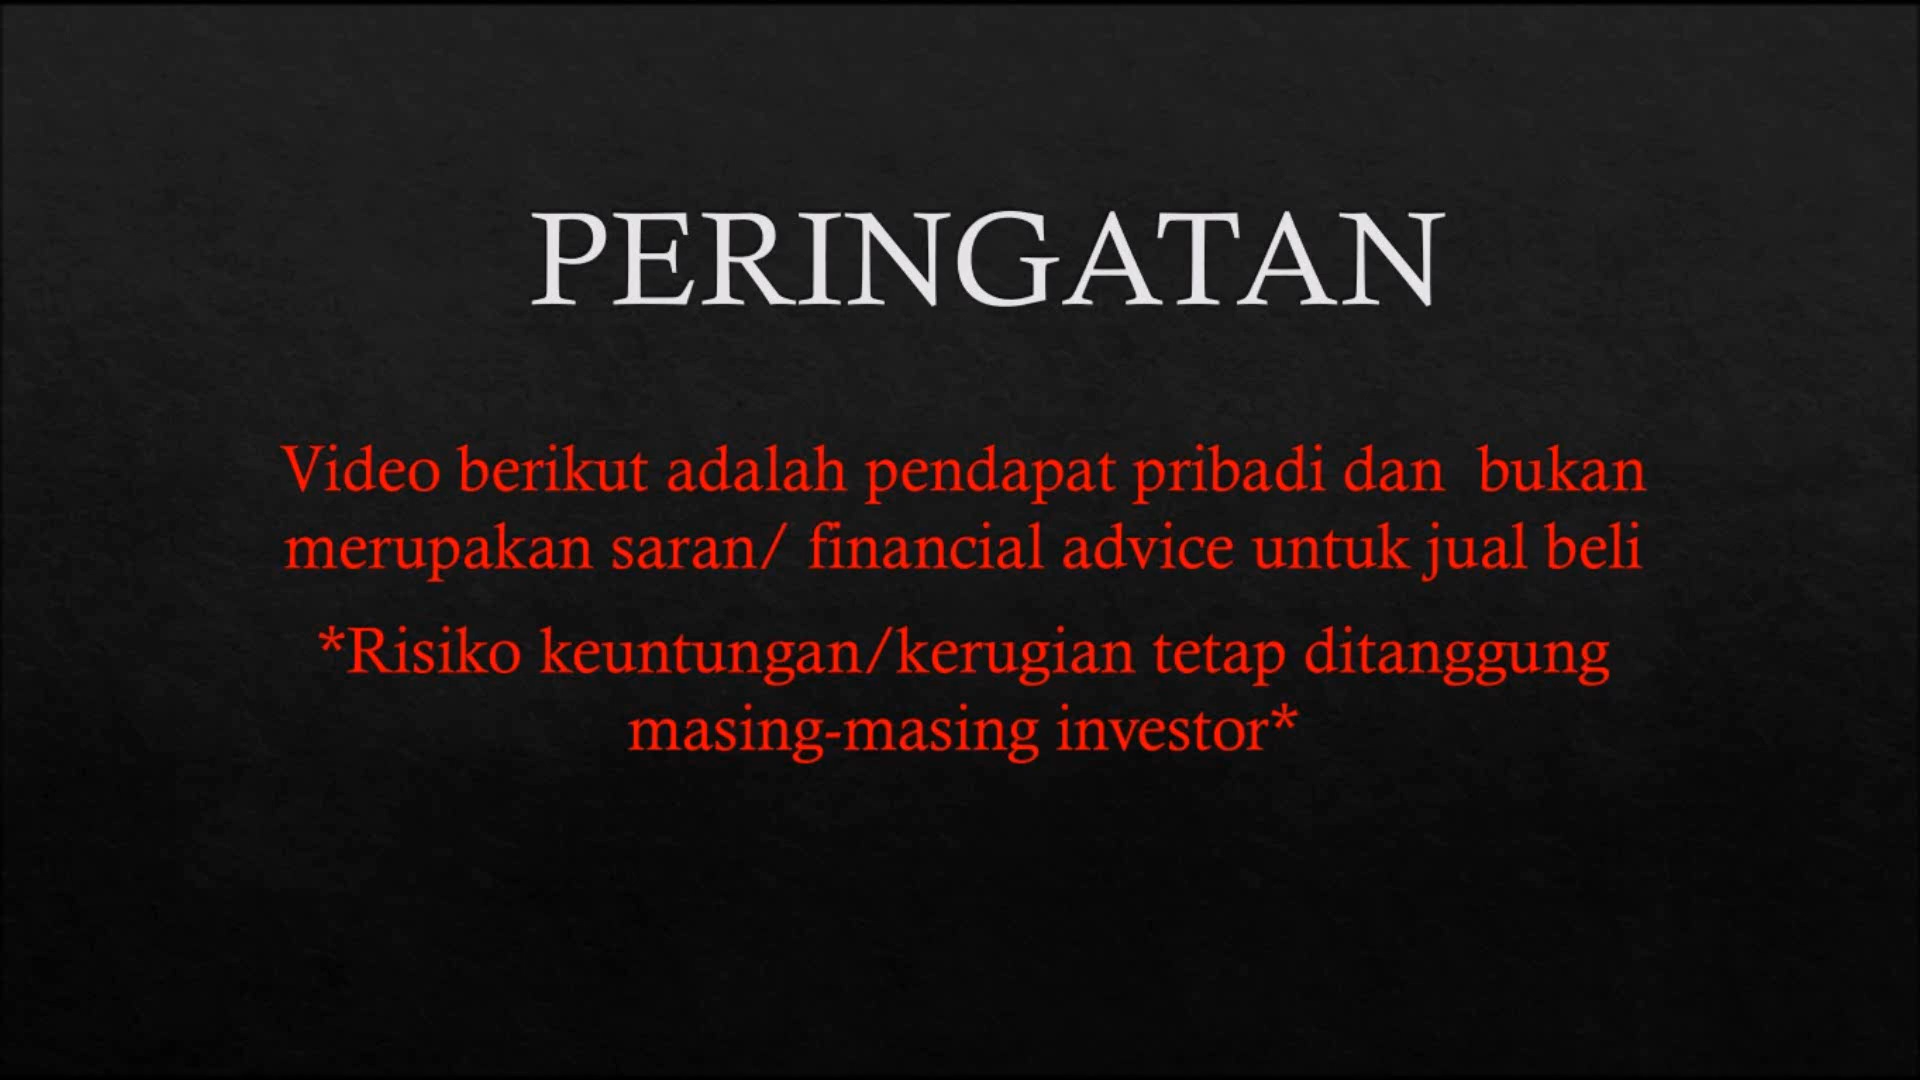 PERINGATAN
Video berikut adalah pendapat pribadi dan  bukan
merupakan saran/ financial advice untuk jual beli
*Risiko keuntungan/kerugian tetap ditanggung
masing-masing investor*